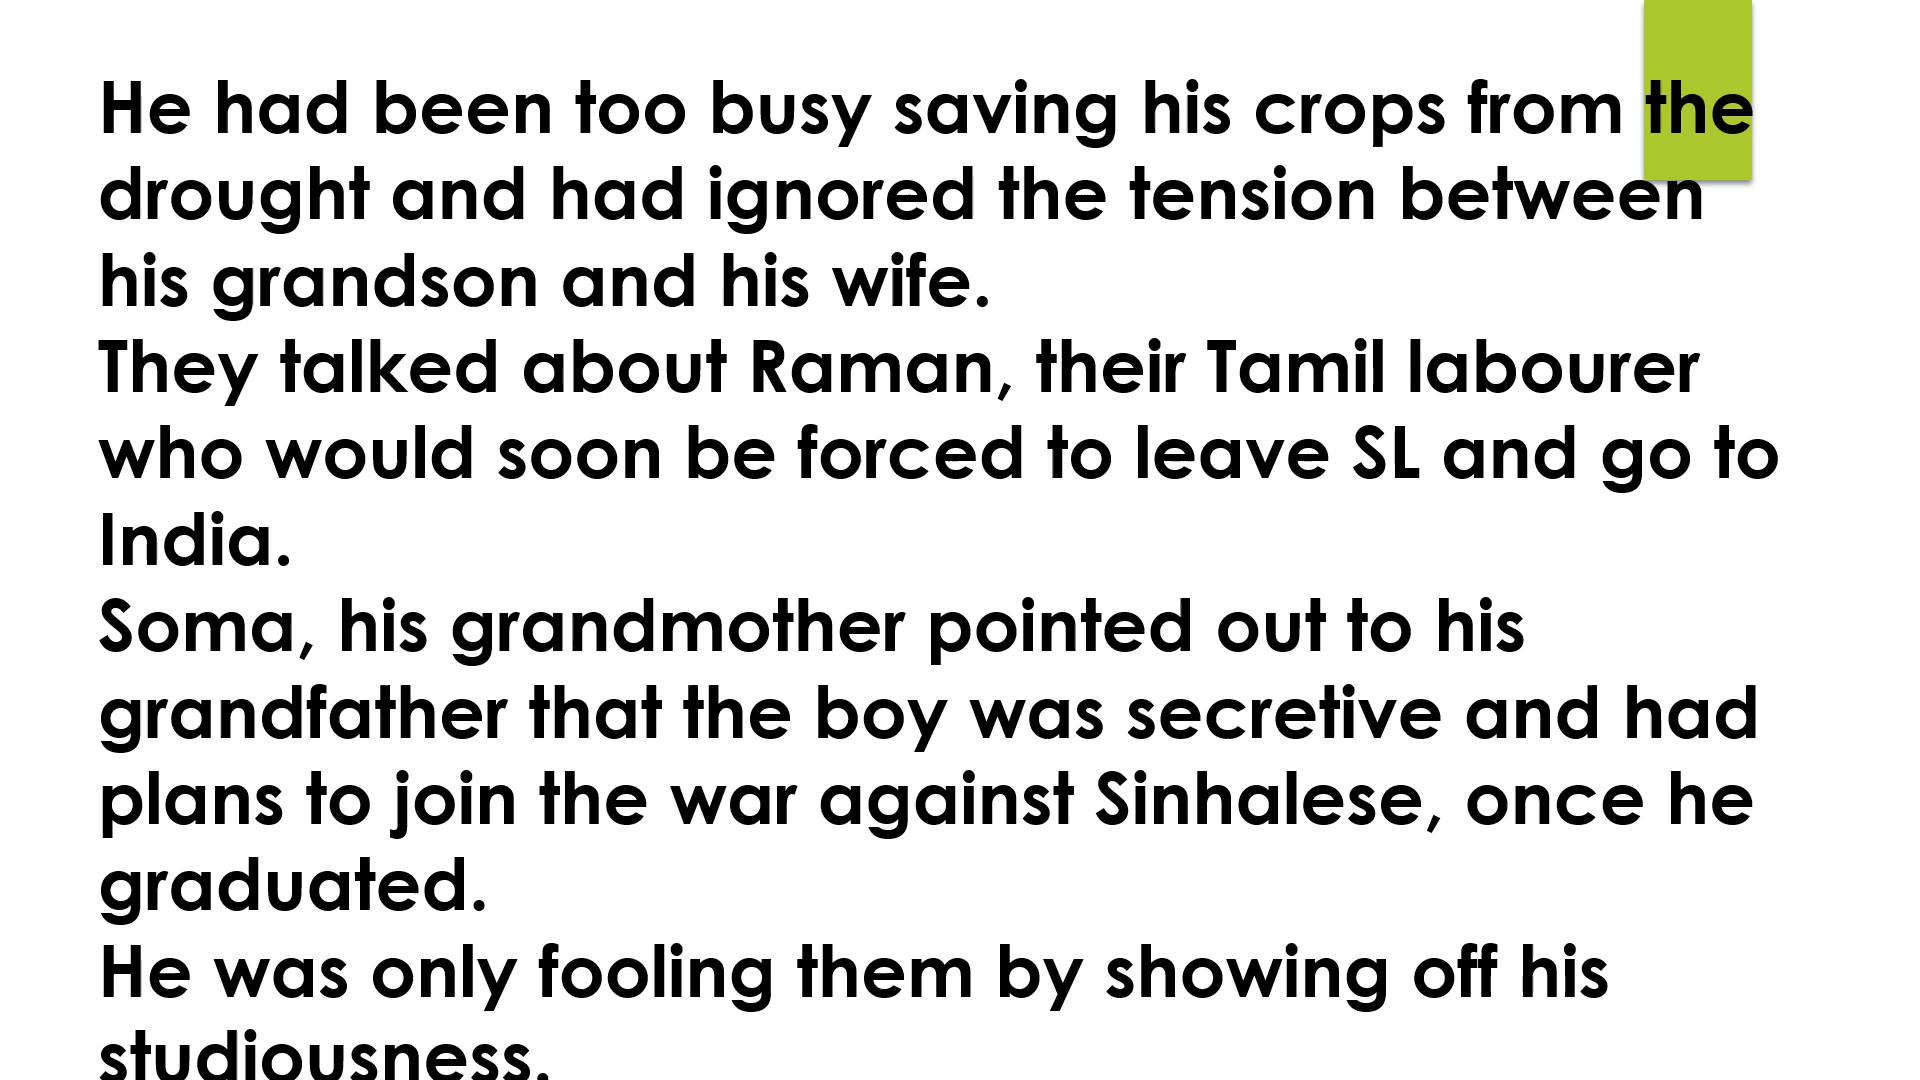 He had been too busy saving his crops from the
drought and had ignored the tension between
his grandson and his wife.
They talked about Raman, their Tamil labourer
who would soon be forced to leave SL and go to
India.
Soma, his grandmother pointed out to his
grandfather that the boy was secretive and had
plans to join the war against Sinhalese, once he
graduated.
He was only fooling them by showing off his
studiousness.